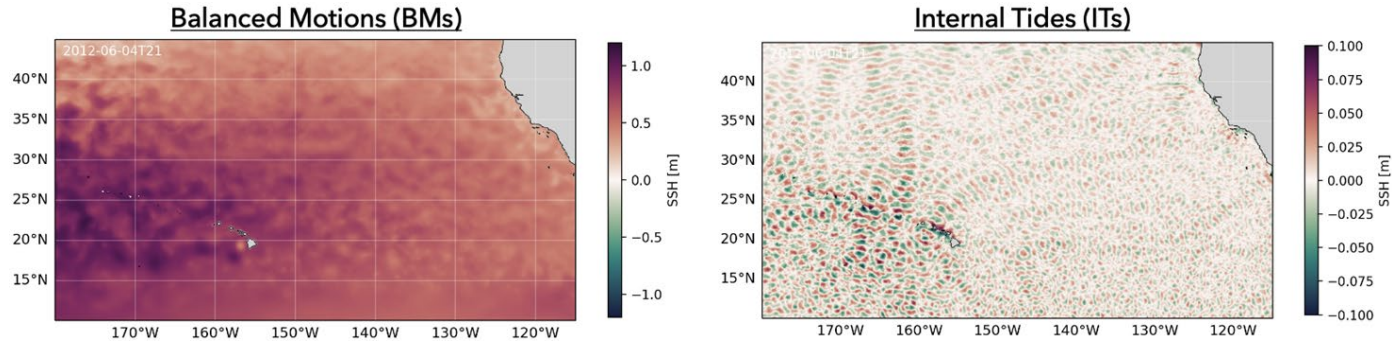 Balanced Motions (BMs)
2012-06-04T21
40°N
35°N
30°N
25°N
20°N
15°N
170°W
160°W
150°W
140°W
130°W
120°W
1.0
0.5
0.0
−0.5
−1.0
SSH [m]
Internal Tides (ITs)
40°N
35°N
30°N
25°N
20°N
15°N
170°W
160°W
150°W
140°W
130°W
120°W
0.100
0.075
0.050
0.025
0.000
−0.025
−0.050
−0.075
−0.100
SSH [m]